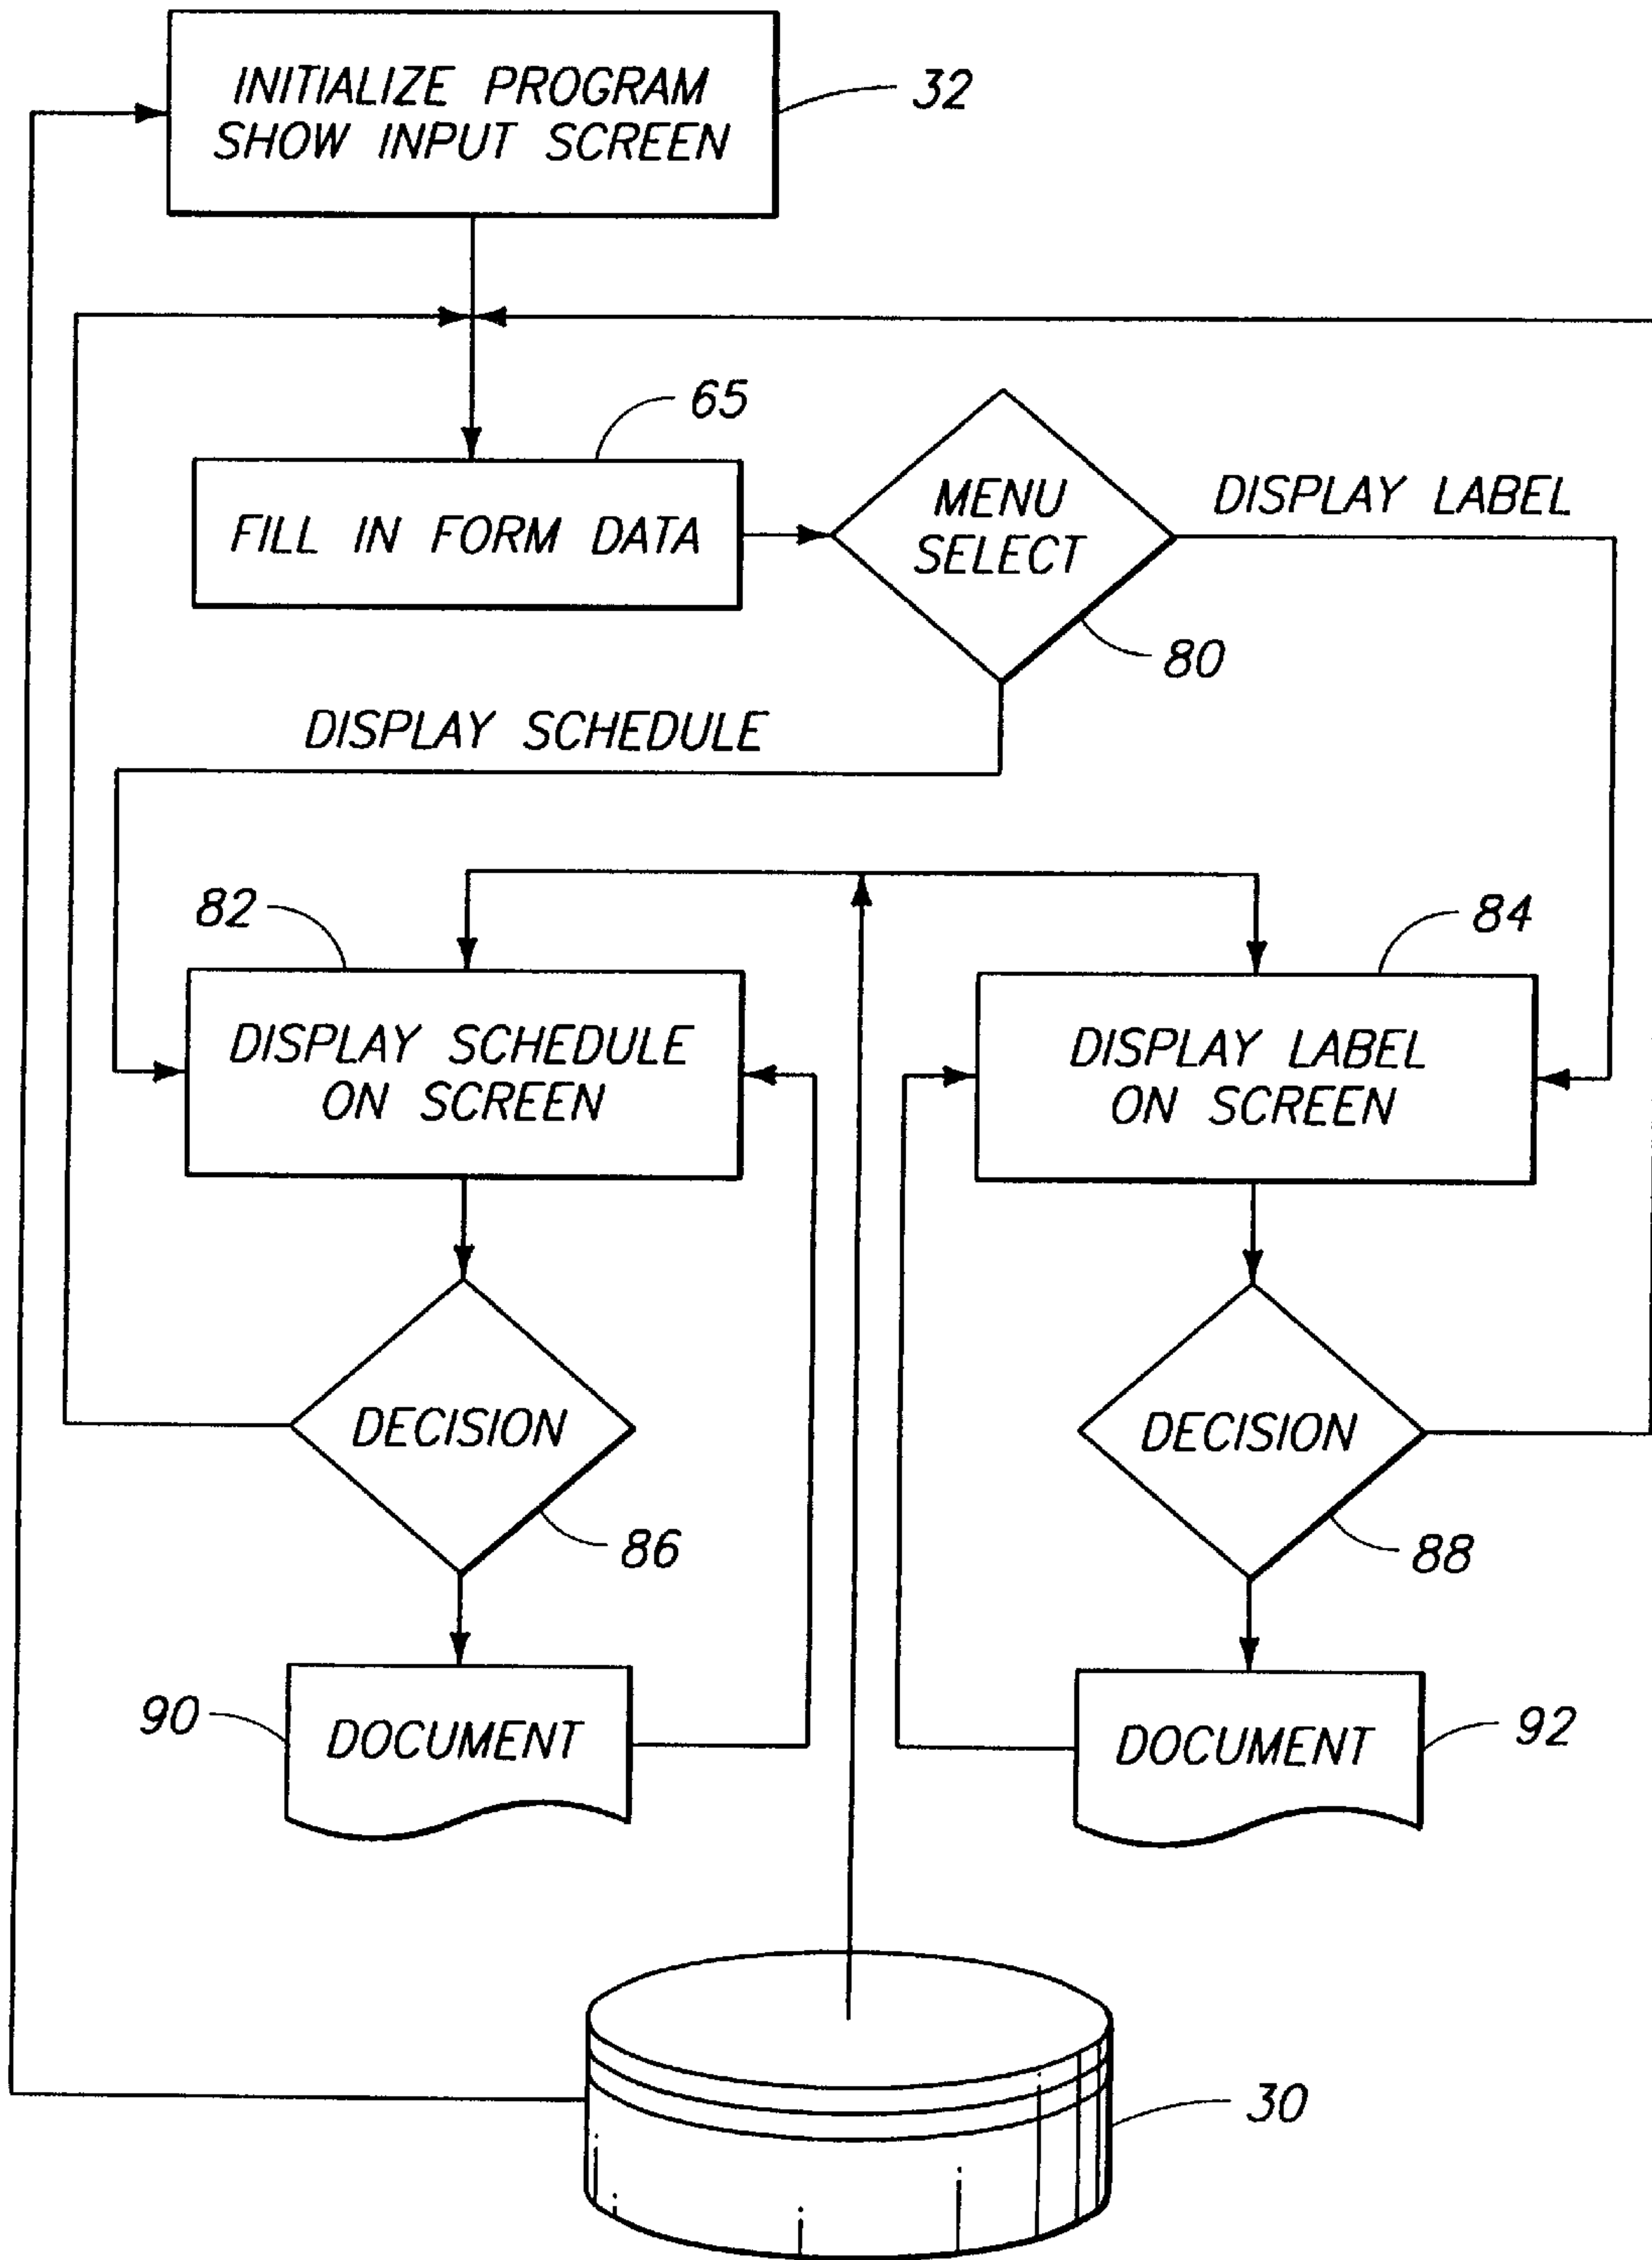 INITIALIZE PROGRAM
SHOW INPUT SCREEN
32
65
FILL IN FORM DATA
MENU
SELECT
DISPLAY LABEL
80
DISPLAY SCHEDULE
82
84
DISPLAY SCHEDULE
ON SCREEN
DISPLAY LABEL
ON SCREEN
DECISION
DECISION
86
88
90
DOCUMENT
DOCUMENT
92
30